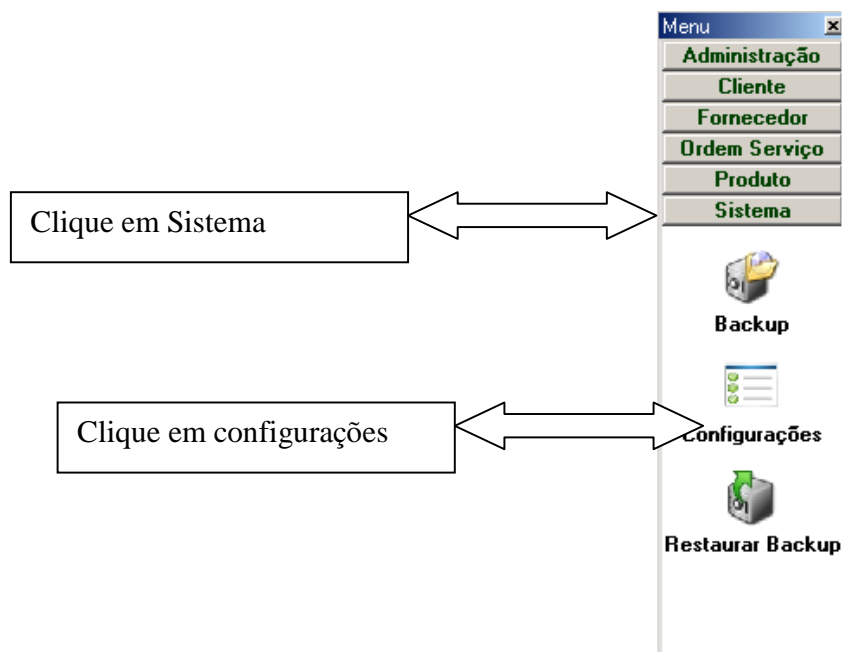 Menu
Administração
Cliente
Fornecedor
Ordem Serviço
Produto
Sistema
Clique em Sistema
Backup
Clique em configurações
Configurações
Restaurar Backup